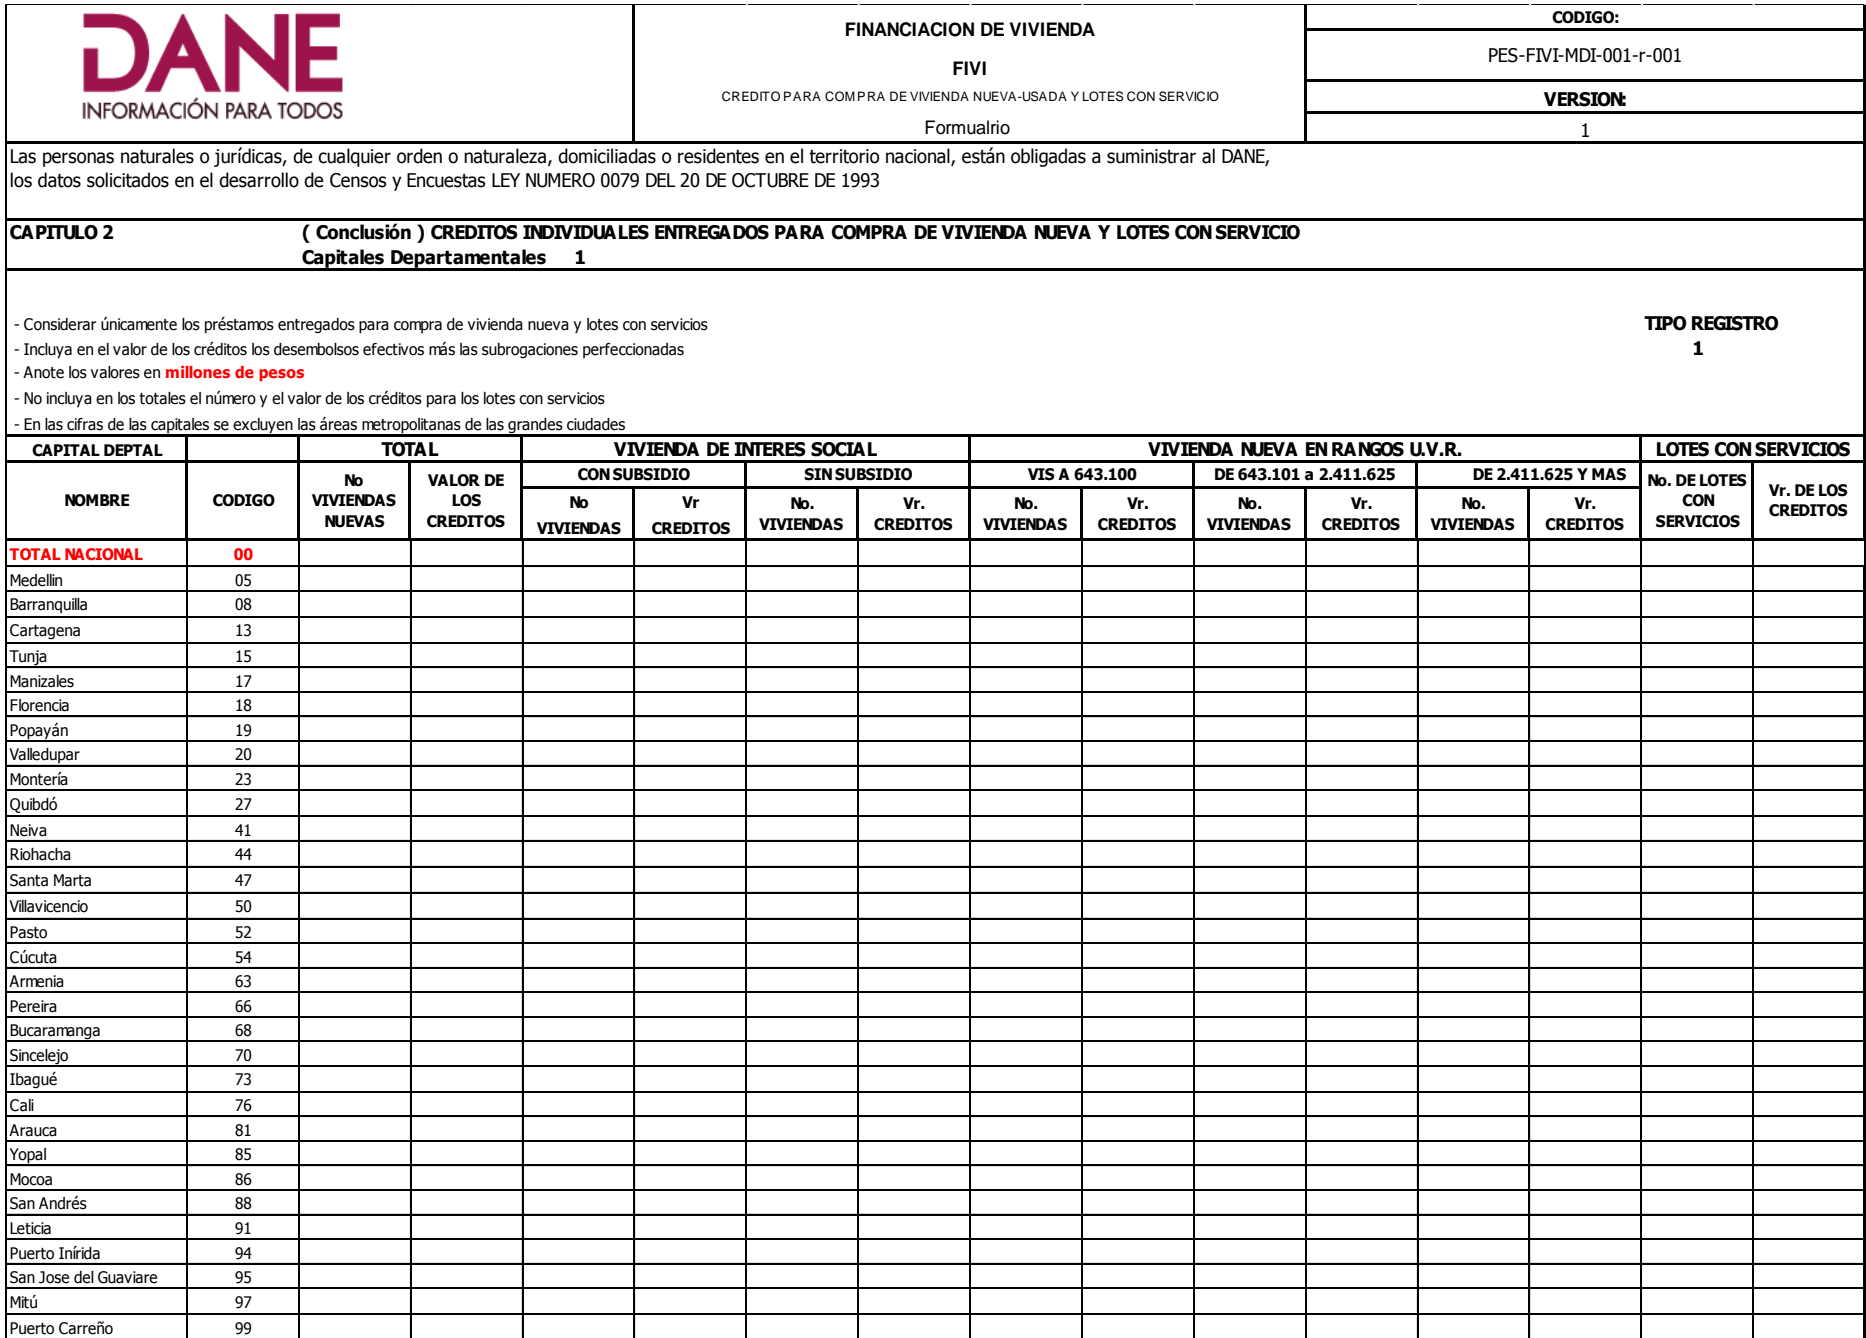 DANE
INFORMACIÓN PARA TODOS
FINANCIACION DE VIVIENDA
FIVI
CREDITO PARA COMPRA DE VIVIENDA NUEVA-USADA Y LOTES CON SERVICIO
Formualrio
CODIGO:
PES-FIVI-MDI-001-r-001
VERSION:
1
Las personas naturales o jurídicas, de cualquier orden o naturaleza, domiciliadas o residentes en el territorio nacional, están obligadas a suministrar al DANE,
los datos solicitados en el desarrollo de Censos y Encuestas LEY NUMERO 0079 DEL 20 DE OCTUBRE DE 1993
CAPITULO 2 ( Conclusión ) CREDITOS INDIVIDUALES ENTREGADOS PARA COMPRA DE VIVIENDA NUEVA Y LOTES CON SERVICIO
Capitales Departamentales 1
- Considerar únicamente los préstamos entregados para compra de vivienda nueva y lotes con servicios
- Incluya en el valor de los créditos los desembolsos efectivos más las subrogaciones perfeccionadas
- Anote los valores en millones de pesos
- No incluya en los totales el número y el valor de los créditos para los lotes con servicios
- En las cifras de las capitales se excluyen las áreas metropolitanas de las grandes ciudades
TIPO REGISTRO
1
CAPITAL DEPTAL TOTAL VIVIENDA DE INTERES SOCIAL VIVIENDA NUEVA EN RANGOS U.V.R. LOTES CON SERVICIOS
NOMBRE
CODIGO
No
VIVIENDAS
NUEVAS
VALOR DE
LOS
CREDITOS
CON SUBSIDIO SIN SUBSIDIO VIS A 643.100 DE 643.101 a 2.411.625 DE 2.411.625 Y MAS
No Vr No. Vr. No. Vr. No. Vr. No. Vr.
VIVIENDAS CREDITOS VIVIENDAS CREDITOS VIVIENDAS CREDITOS VIVIENDAS CREDITOS VIVIENDAS CREDITOS
No. DE LOTES
CON
SERVICIOS
Vr. DE LOS
CREDITOS
TOTAL NACIONAL 00
Medellin 05
Barranquilla 08
Cartagena 13
Tunja 15
Manizales 17
Florencia 18
Popayán 19
Valledupar 20
Montería 23
Quibdó 27
Neiva 41
Riohacha 44
Santa Marta 47
Villavicencio 50
Pasto 52
Cúcuta 54
Armenia 63
Pereira 66
Bucaramanga 68
Sincelejo 70
Ibagué 73
Cali 76
Arauca 81
Yopal 85
Mocoa 86
San Andrés 88
Leticia 91
Puerto Inírida 94
San Jose del Guaviare 95
Mitú 97
Puerto Carreño 99